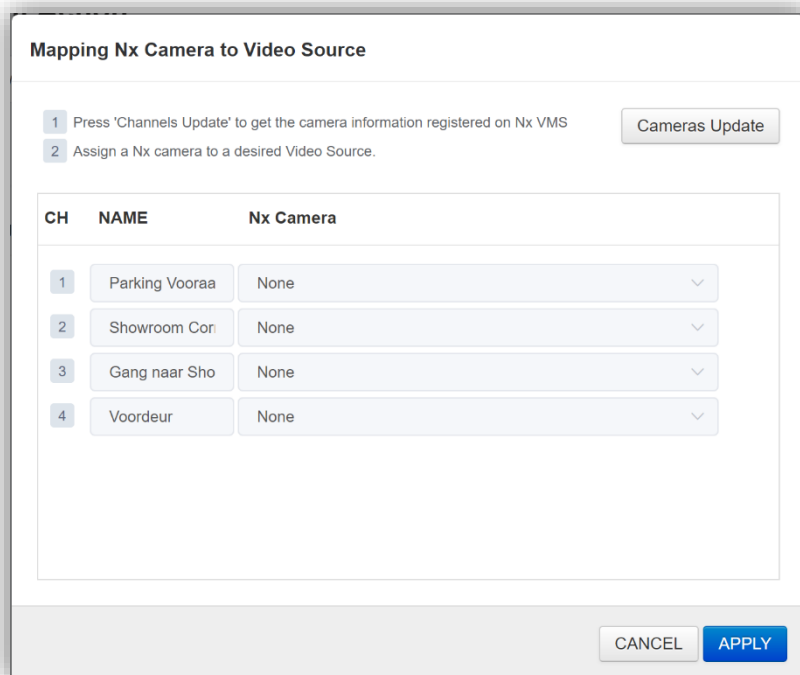 Mapping Nx Camera to Video Source
1 Press 'Channels Update' to get the camera information registered on Nx VMS
Cameras Update
2 Assign a Nx camera to a desired Video Source.
CH NAME Nx Camera
1 Parking Vooraa None
2 Showroom Cor None
3 Gang naar Sho None
4 Voordeur None
CANCEL APPLY